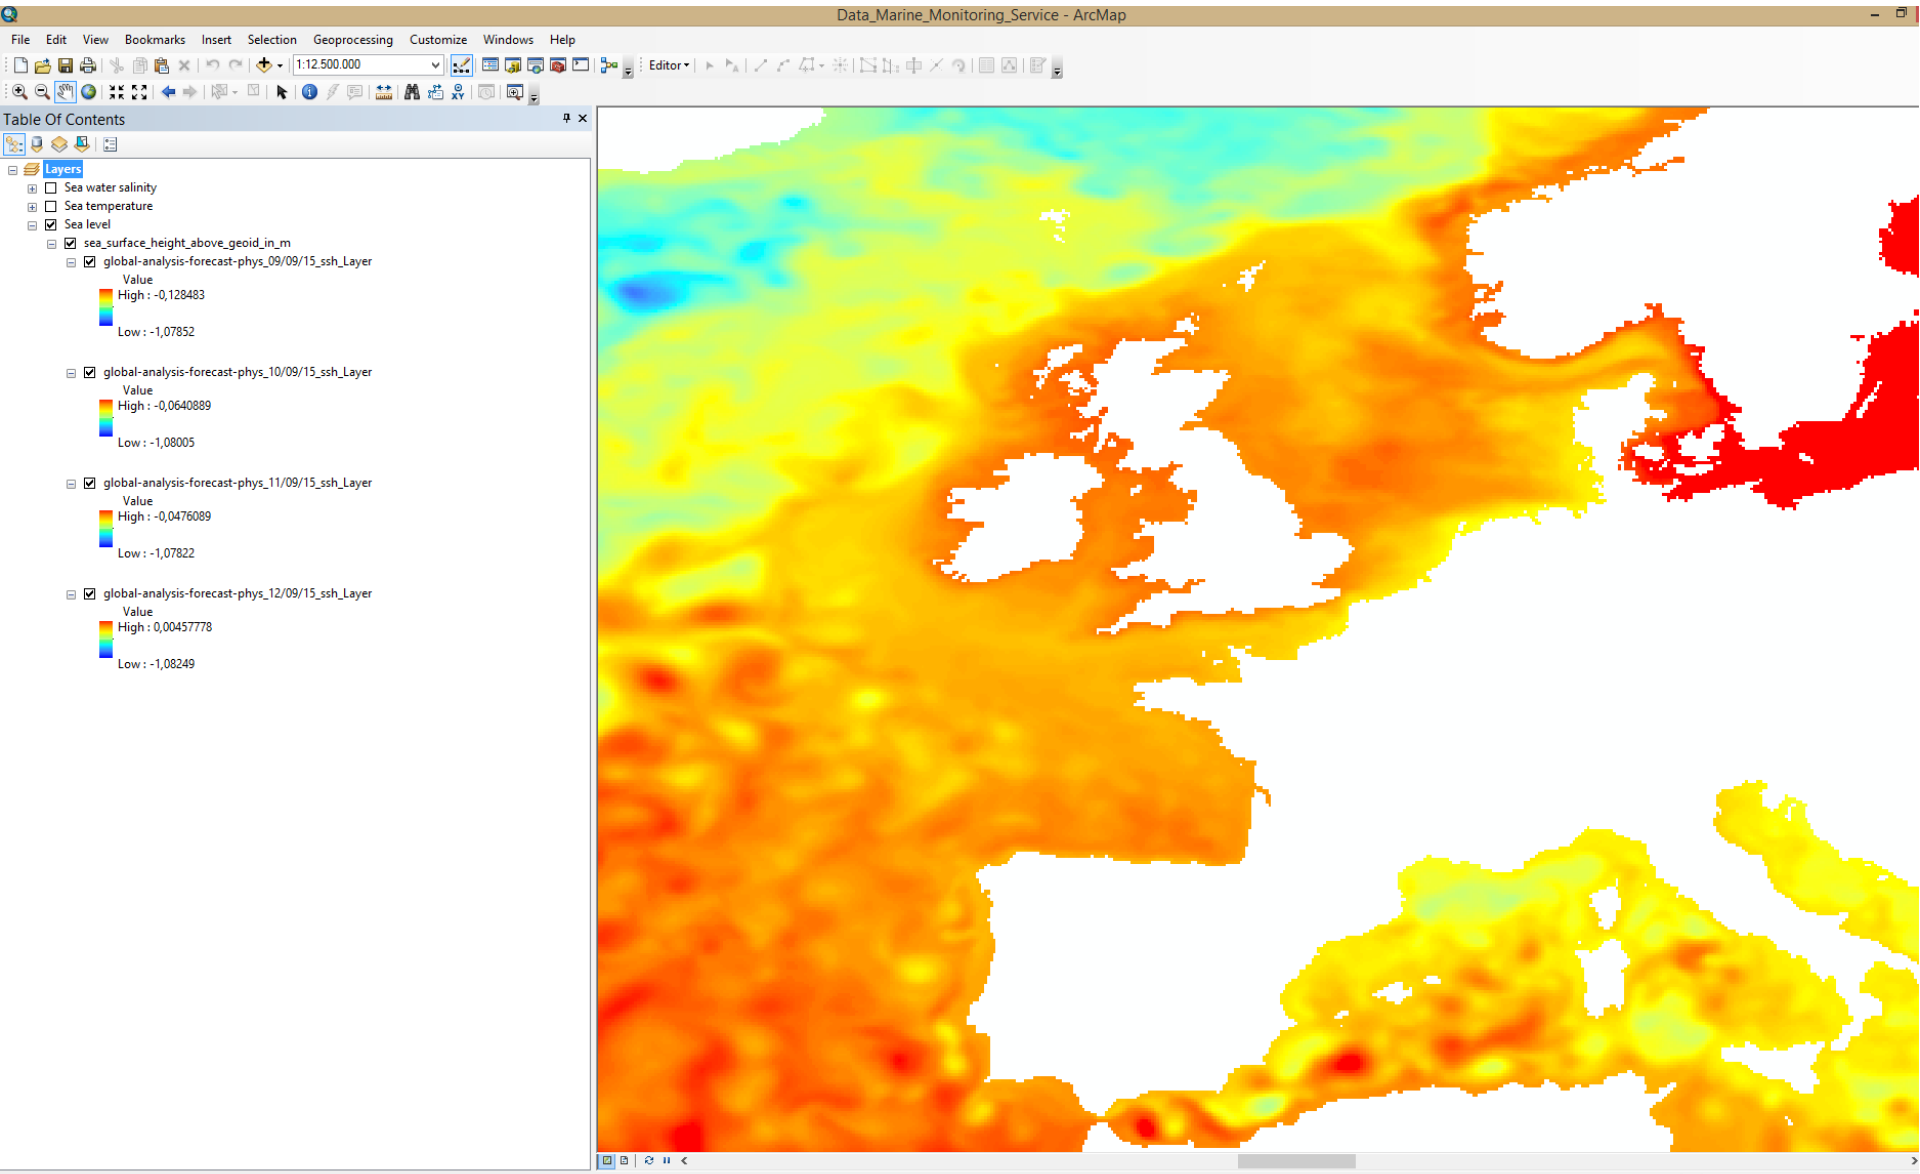 Data_Marine_Monitoring_Service - ArcMap
File Edit View Bookmarks Insert Selection Geoprocessing Customize Windows Help
1:12.500.000 Editor
XY
Table Of Contents
Layers
Sea water salinity
Sea temperature
Sea level
sea_surface_height_above_geoid_in_m
global-analysis-forecast-phys_09/09/15_ssh_Layer
Value
High : -0,128483
Low : -1,07852
global-analysis-forecast-phys_10/09/15_ssh_Layer
Value
High : -0,0640889
Low : -1,08005
global-analysis-forecast-phys_11/09/15_ssh_Layer
Value
High : -0,0476089
Low : -1,07822
global-analysis-forecast-phys_12/09/15_ssh_Layer
Value
High : 0,00457778
Low : -1,08249